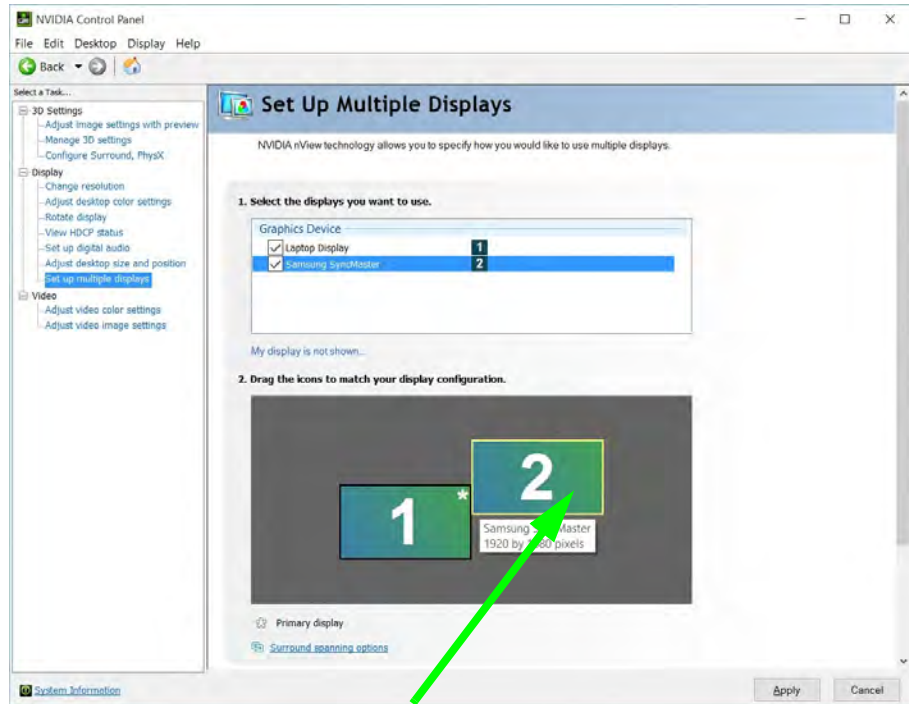 NVIDIA Control Panel
File Edit Desktop Display Help
Back
Select a Task...
3D Settings
Adjust image settings with preview
Manage 3D settings
Configure Surround, PhysX
Display
Change resolution
Adjust desktop color settings
Rotate display
View HDCP status
Set up digital audio
Adjust desktop size and position
Set up multiple displays
Video
Adjust video color settings
Adjust video image settings
Set Up Multiple Displays
NVIDIA nView technology allows you to specify how you would like to use multiple displays.
1. Select the displays you want to use.
Graphics Device
Laptop Display 1
Samsung SyncMaster 2
My display is not shown...
2. Drag the icons to match your display configuration.
1 *
2
Samsung Master
1920 by pixels
Primary display
Surround spanning options
System Information
Apply Cancel